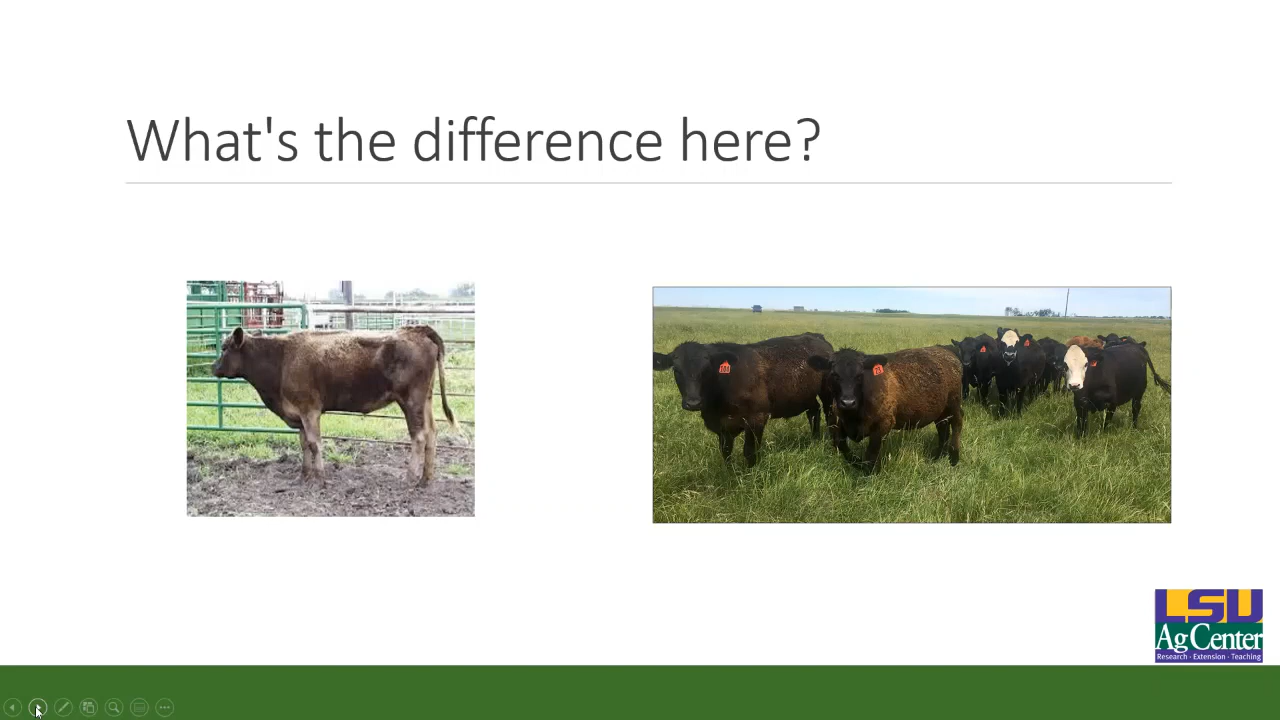 What's the difference here?
LSU
AgCenter
Research · Extension · Teaching